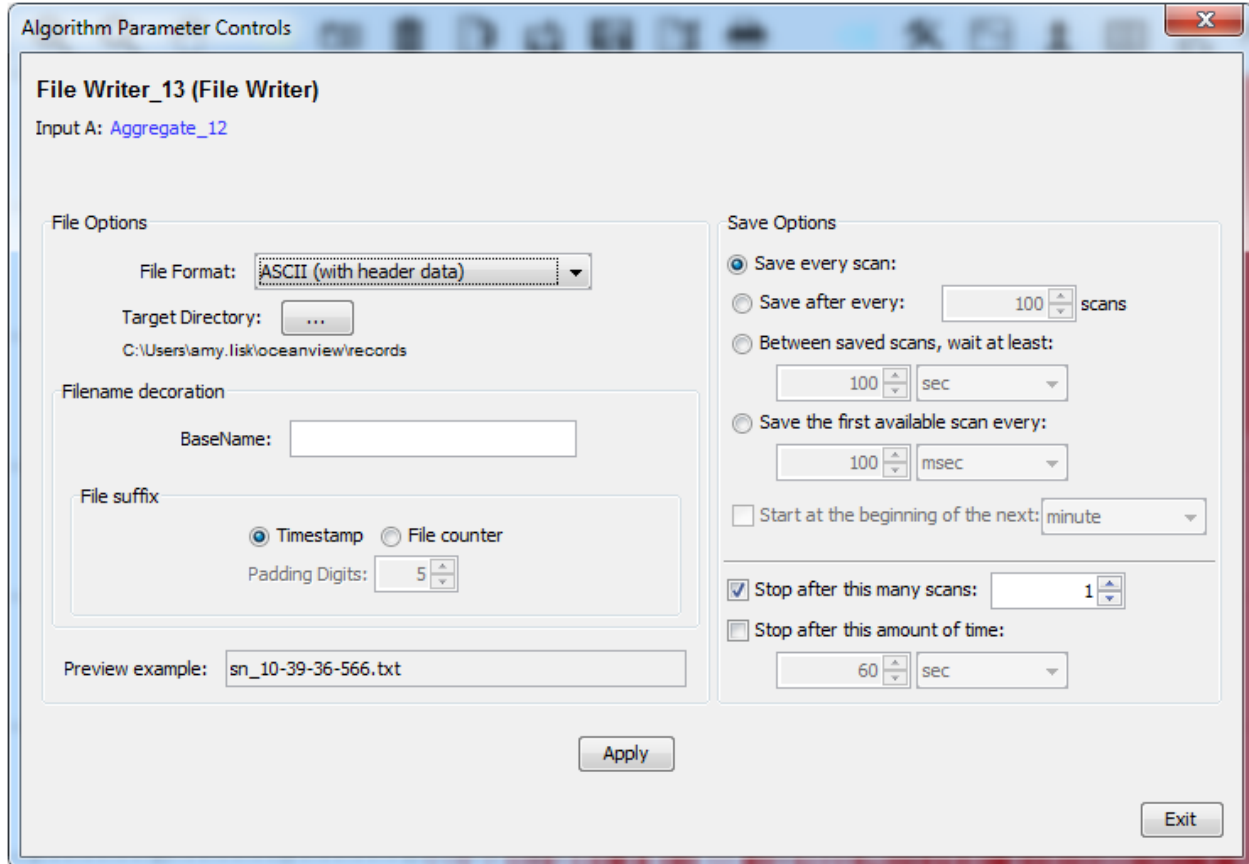 Algorithm Parameter Controls
File Writer_13 (File Writer)
Input A: Aggregate_12
File Options
File Format: ASCII (with header data)
Target Directory: ...
C:\Users\amy.lisk\oceanview\records
Filename decoration
BaseName:
File suffix
Timestamp File counter
Padding Digits: 5
Preview example: sn_10-39-36-566.txt
Save Options
Save every scan:
Save after every: 100 scans
Between saved scans, wait at least:
100 sec
Save the first available scan every:
100 msec
Start at the beginning of the next: minute
Stop after this many scans: 1
Stop after this amount of time:
60 sec
Apply
Exit